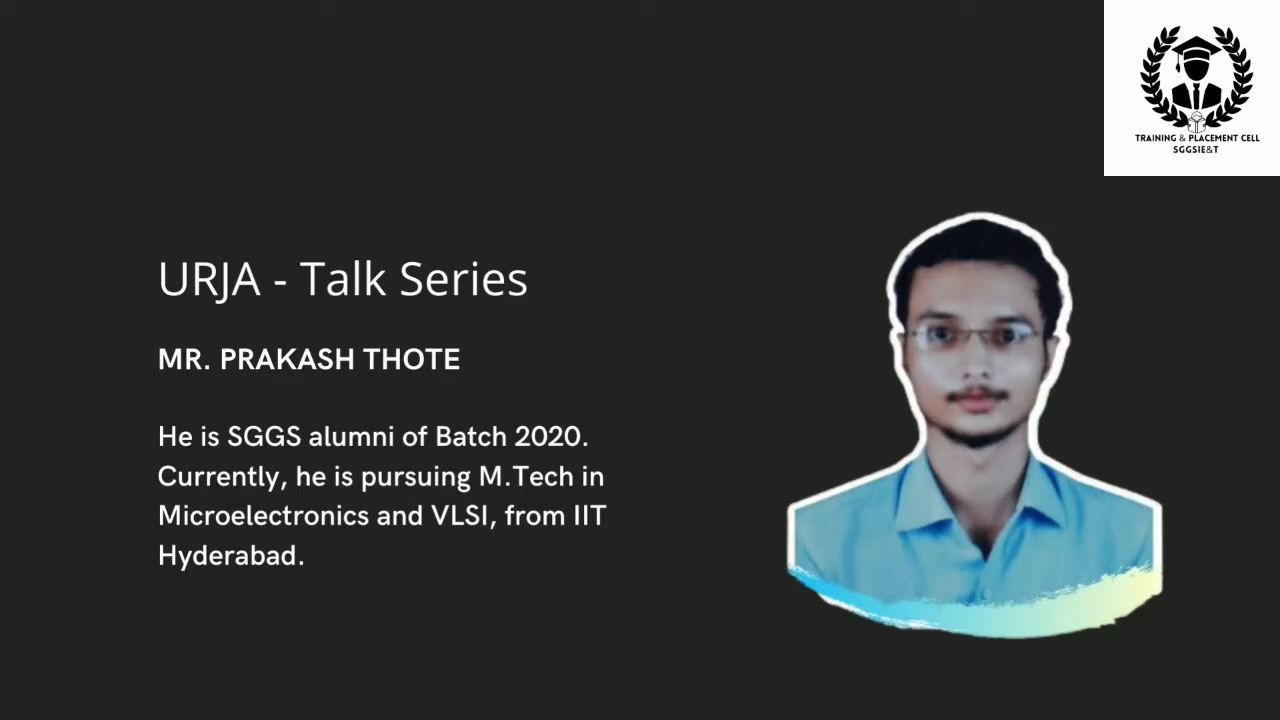 TRAINING & PLACEMENT CELL
SGGSIE&T
URJA - Talk Series
MR. PRAKASH THOTE
He is SGGS alumni of Batch 2020.
Currently, he is pursuing M.Tech in
Microelectronics and VLSI, from IIT
Hyderabad.